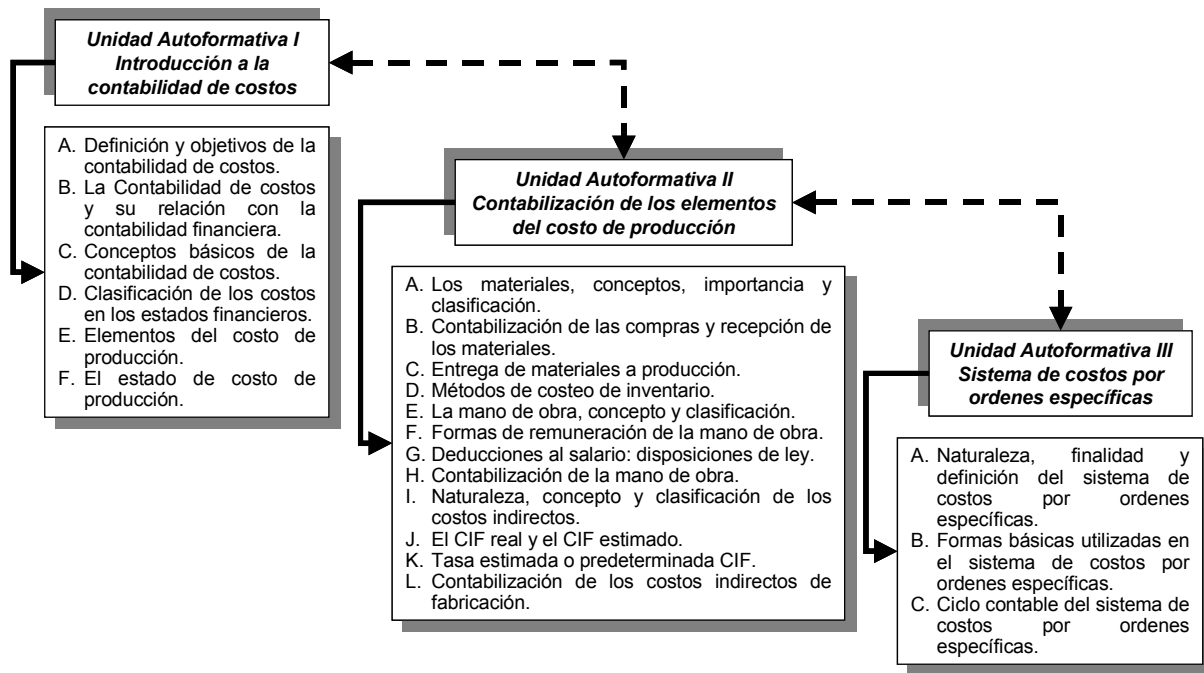 Unidad Autoformativa I
Introducción a la
contabilidad de costos
A. Definición y objetivos de la
contabilidad de costos.
B. La Contabilidad de costos
y su relación con la
contabilidad financiera.
C. Conceptos básicos de la
contabilidad de costos.
D. Clasificación de los costos
en los estados financieros.
E. Elementos del costo de
producción.
F. El estado de costo de
producción.
Unidad Autoformativa II
Contabilización de los elementos
del costo de producción
A. Los materiales, conceptos, importancia y
clasificación.
B. Contabilización de las compras y recepción de
los materiales.
C. Entrega de materiales a producción.
D. Métodos de costeo de inventario.
E. La mano de obra, concepto y clasificación.
F. Formas de remuneración de la mano de obra.
G. Deducciones al salario: disposiciones de ley.
H. Contabilización de la mano de obra.
I. Naturaleza, concepto y clasificación de los
costos indirectos.
J. El CIF real y el CIF estimado.
K. Tasa estimada o predeterminada CIF.
L. Contabilización de los costos indirectos de
fabricación.
Unidad Autoformativa III
Sistema de costos por
ordenes específicas
A. Naturaleza, finalidad y
definición del sistema de
costos por ordenes
específicas.
B. Formas básicas utilizadas en
el sistema de costos por
ordenes específicas.
C. Ciclo contable del sistema de
costos por ordenes
específicas.